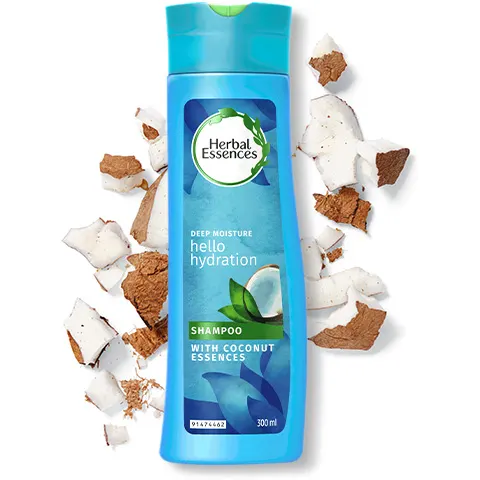 Herbal
Essences
DEEP MOISTURE
hello
hydration
SHAMPOO
WITH COCONUT
ESSENCES
91474462
300 ml